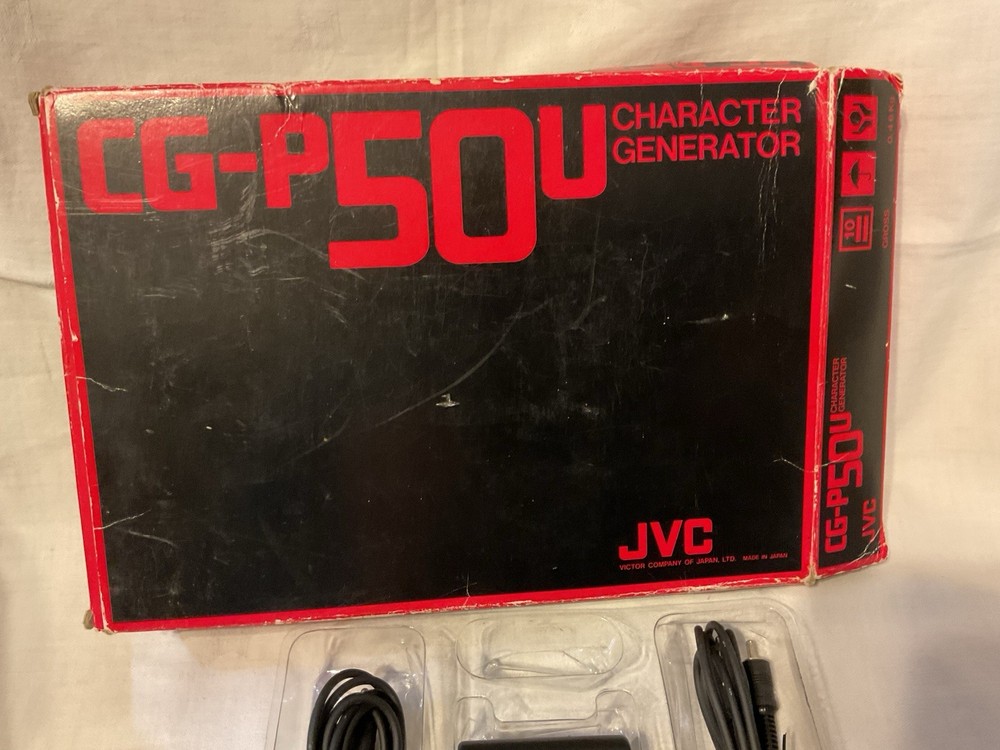 CG-P50U
CHARACTER
GENERATOR
JVC
VICTOR COMPANY OF JAPAN, LTD. MADE IN JAPAN
CG-P50U
CHARACTER
GENERATOR
JVC
10
GROSS